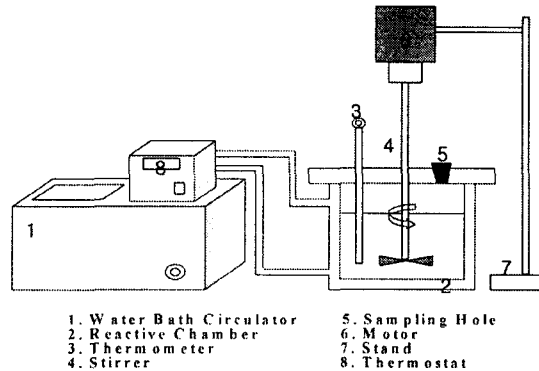 3
4
5
8
1
7
2
1. Water Bath Circulator
2. Reactive Chamber
3. Thermometer
4. Stirrer
5. Sampling Hole
6. Motor
7. Stand
8. Thermostat